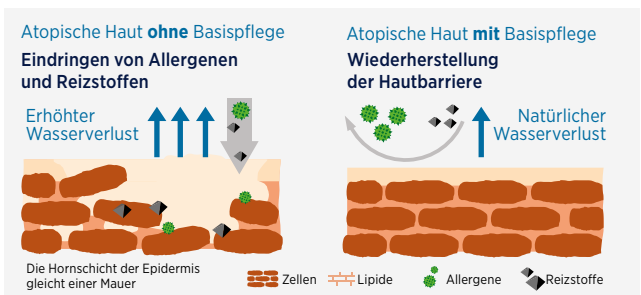 Atopische Haut ohne Basispflege
Eindringen von Allergenen
und Reizstoffen
Erhöhter
Wasserverlust
Atopische Haut mit Basispflege
Wiederherstellung
der Hautbarriere
Natürlicher
Wasserverlust
Die Hornschicht der Epidermis
gleicht einer Mauer
Zellen
Lipide
Allergene
Reizstoffe